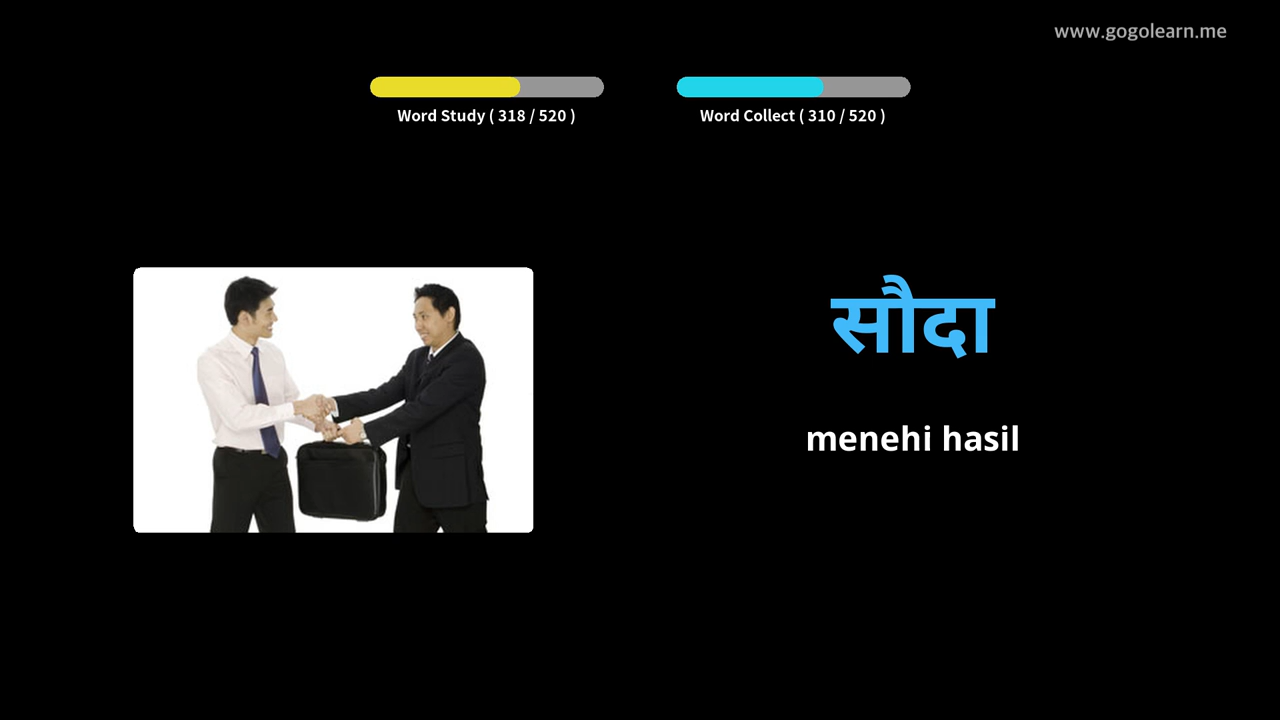 www.gogolearn.me
Word Study ( 318 / 520 )
Word Collect ( 310 / 520 )
सौदा
menehi hasil